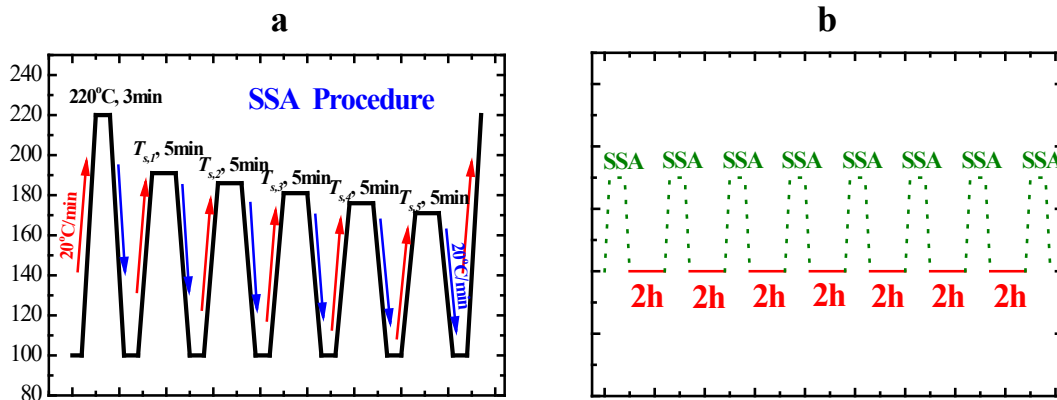 a
b
240
220
200
180
160
140
120
100
80
220°C, 3min
SSA Procedure
Ts,1, 5min
Ts,2, 5min
Ts,3, 5min
Ts,4, 5min
Ts,5, 5min
20°C/min
20°C/min
SSA SSA SSA SSA SSA SSA SSA SSA
2h 2h 2h 2h 2h 2h 2h